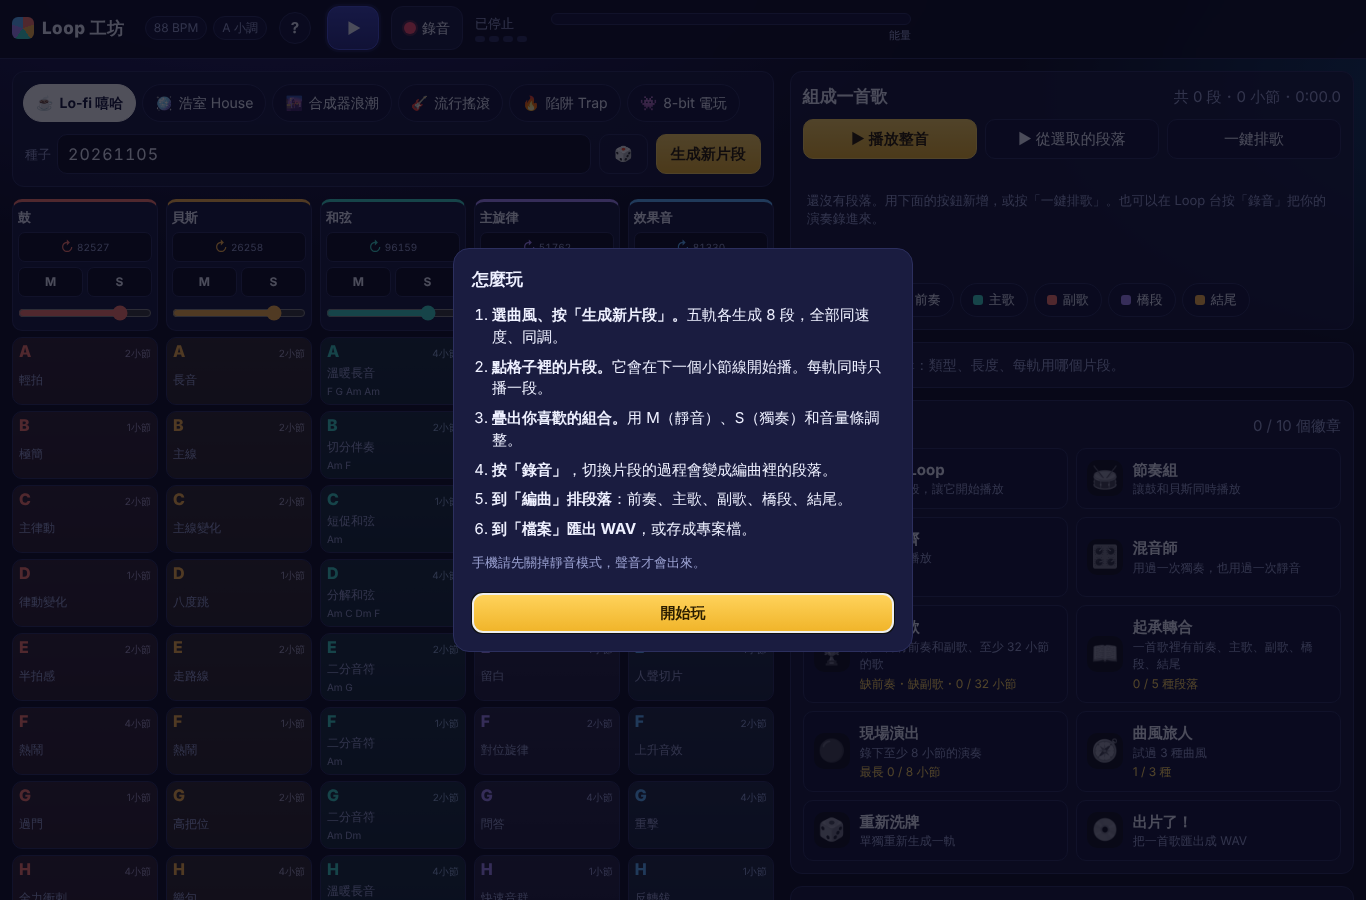 Loop 工坊
88 BPM
A 小調
?
錄音
已停止
能量
Lo-fi 嘻哈
浩室 House
合成器浪潮
流行搖滾
陷阱 Trap
8-bit 電玩
種子
20261105
生成新片段
鼓
貝斯
和弦
主旋律
效果音
82527
26258
96159
51762
81330
M
S
M
S
M
S
A
2小節
輕拍
A
2小節
長音
A
4小節
溫暖長音
F G Am Am
B
1小節
極簡
B
2小節
主線
B
2小節
切分伴奏
Am F
C
2小節
主律動
C
2小節
主線變化
C
1小節
短促和弦
Am
D
1小節
律動變化
D
1小節
八度跳
D
4小節
分解和弦
Am C Dm F
E
2小節
半拍感
E
2小節
走路線
E
2小節
二分音符
Am G
留白
人聲切片
F
4小節
熱鬧
F
1小節
熱鬧
F
1小節
二分音符
Am
F
2小節
對位旋律
F
2小節
上升音效
G
1小節
過門
G
2小節
高把位
G
2小節
二分音符
Am Dm
G
4小節
問答
G
4小節
重擊
H
4小節
H
2小節
H
2小節
溫暖長音
H
1小節
快速音群
H
1小節
怎麼玩
1. 選曲風、按「生成新片段」。五軌各生成 8 段，全部同速
度、同調。
2. 點格子裡的片段。它會在下一個小節線開始播。每軌同時只
播一段。
3. 疊出你喜歡的組合。用 M（靜音）、S（獨奏）和音量條調
整。
4. 按「錄音」，切換片段的過程會變成編曲裡的段落。
5. 到「編曲」排段落：前奏、主歌、副歌、橋段、結尾。
6. 到「檔案」匯出 WAV，或存成專案檔。
手機請先關掉靜音模式，聲音才會出來。
開始玩
組成一首歌
共 0 段・0 小節・0:00.0
播放整首
從選取的段落
一鍵排歌
還沒有段落。用下面的按鈕新增，或按「一鍵排歌」。也可以在 Loop 台按「錄音」把你的
演奏錄進來。
前奏
主歌
副歌
橋段
結尾
：類型、長度、每軌用哪個片段。
0 / 10 個徽章
Loop
，讓它開始播放
節奏組
讓鼓和貝斯同時播放
播放
混音師
用過一次獨奏，也用過一次靜音
前奏和副歌、至少 32 小節
的歌
缺前奏・缺副歌・0 / 32 小節
起承轉合
一首歌裡有前奏、主歌、副歌、橋
段、結尾
0 / 5 種段落
現場演出
錄下至少 8 小節的演奏
最長 0 / 8 小節
曲風旅人
試過 3 種曲風
1 / 3 種
重新洗牌
單獨重新生成一軌
出片了！
把一首歌匯出成 WAV